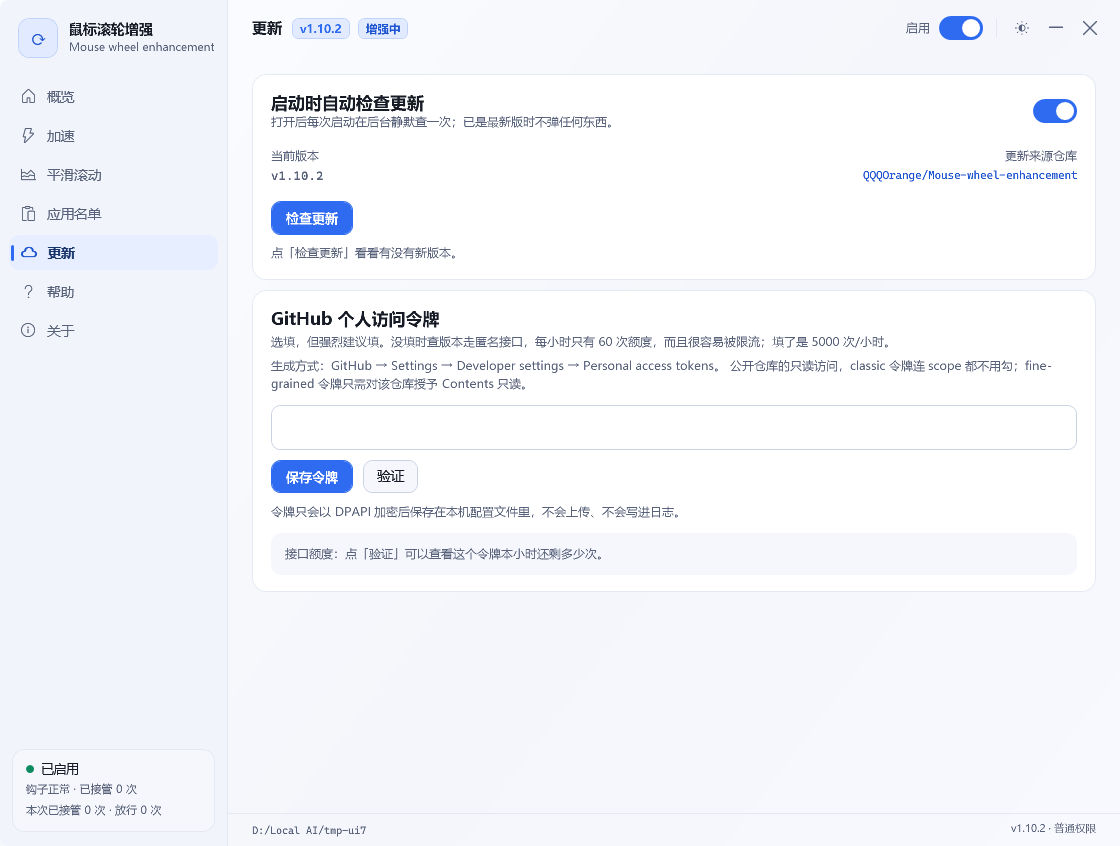 鼠标滚轮增强
Mouse wheel enhancement
概览
加速
平滑滚动
应用名单
更新
帮助
关于
已启用
钩子正常 · 已接管 0 次
本次已接管 0 次 · 放行 0 次
更新 v1.10.2 增强中
启用
启动时自动检查更新
打开后每次启动在后台静默查一次；已是最新版时不弹任何东西。
当前版本
v1.10.2
更新来源仓库
QQQOrange/Mouse-wheel-enhancement
检查更新
点「检查更新」看看有没有新版本。
GitHub 个人访问令牌
选填，但强烈建议填。没填时查版本走匿名接口，每小时只有 60 次额度，而且很容易被限流；填了是 5000 次/小时。
生成方式：GitHub → Settings → Developer settings → Personal access tokens。 公开仓库的只读访问，classic 令牌连 scope 都不用勾；fine-
grained 令牌只需对该仓库授予 Contents 只读。
保存令牌 验证
令牌只会以 DPAPI 加密后保存在本机配置文件里，不会上传、不会写进日志。
接口额度：点「验证」可以查看这个令牌本小时还剩多少次。
D:/Local AI/tmp-ui7
v1.10.2 · 普通权限